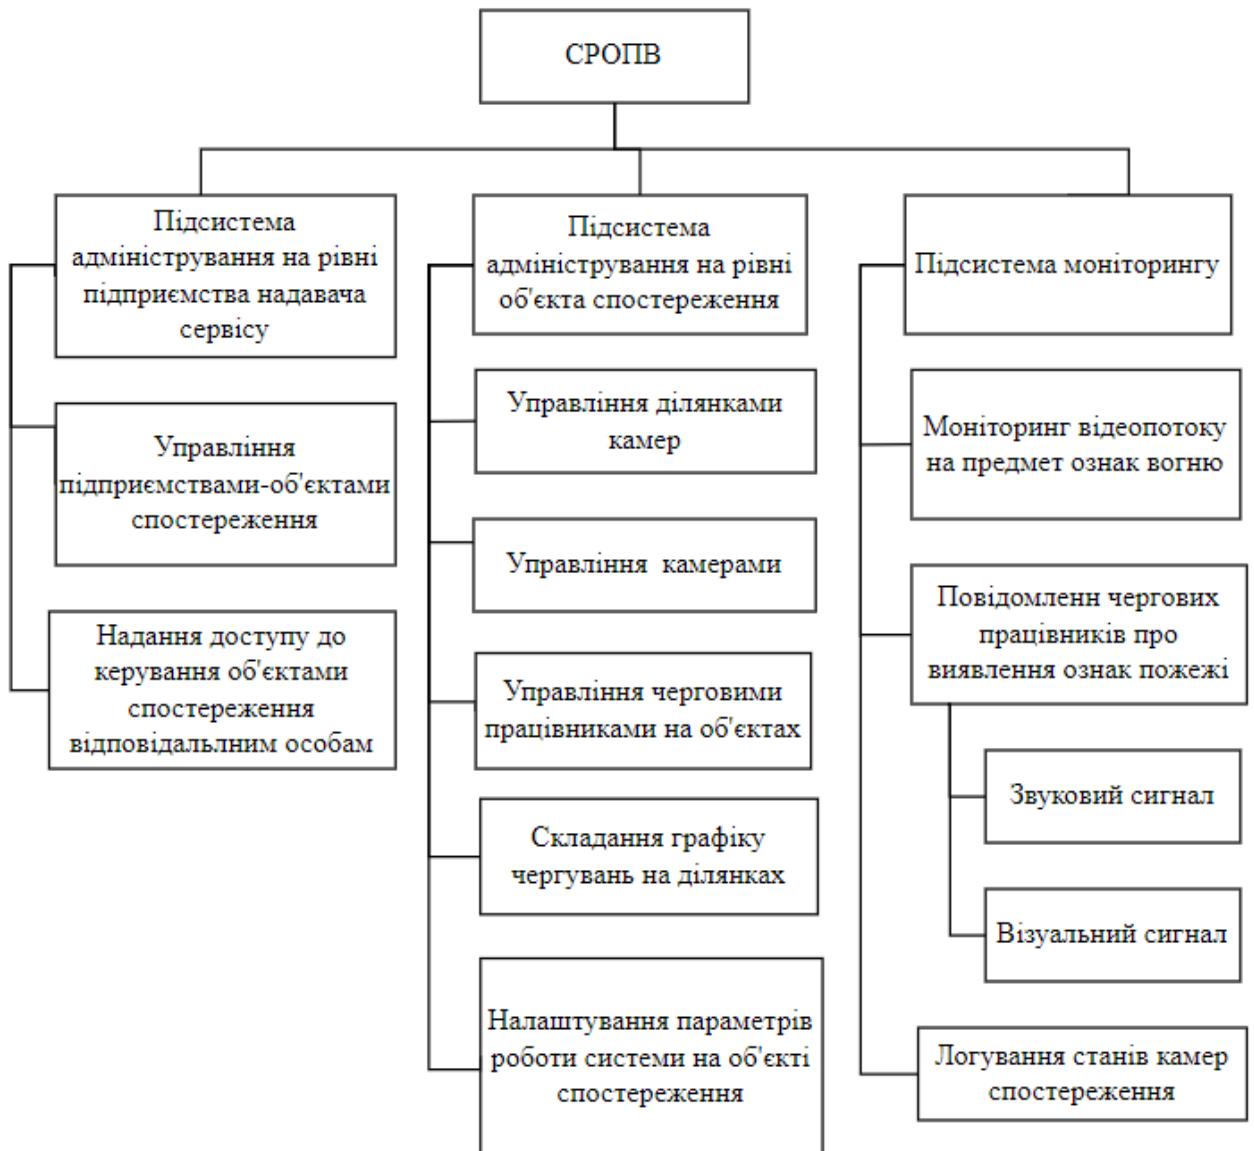 СРОПВ
Підсистема
адміністрування на рівні
підприємства надавача
сервісу
Управління
підприємствами-об'єктами
спостереження
Надання доступу до
керування об'єктами
спостереження
відповідальлним особам
Підсистема
адміністрування на рівні
об'єкта спостереження
Управління ділянками
камер
Управління  камерами
Управління черговими
працівниками на об'єктах
Складання графіку
чергувань на ділянках
Налаштування параметрів
роботи системи на об'єкті
спостереження
Підсистема моніторингу
Моніторинг відеопотоку
на предмет ознак вогню
Повідомленн чергових
працівників про
виявлення ознак пожежі
Звуковий сигнал
Візуальний сигнал
Логування станів камер
спостереження